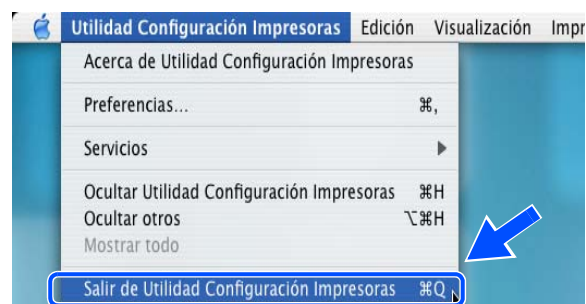 Utilidad Configuración Impresoras Edición Visualización Impr
Acerca de Utilidad Configuración Impresoras
Preferencias... ⌘,
Servicios ▶
Ocultar Utilidad Configuración Impresoras ⌘H
Ocultar otros ⌥⌘H
Mostrar todo
Salir de Utilidad Configuración Impresoras ⌘Q